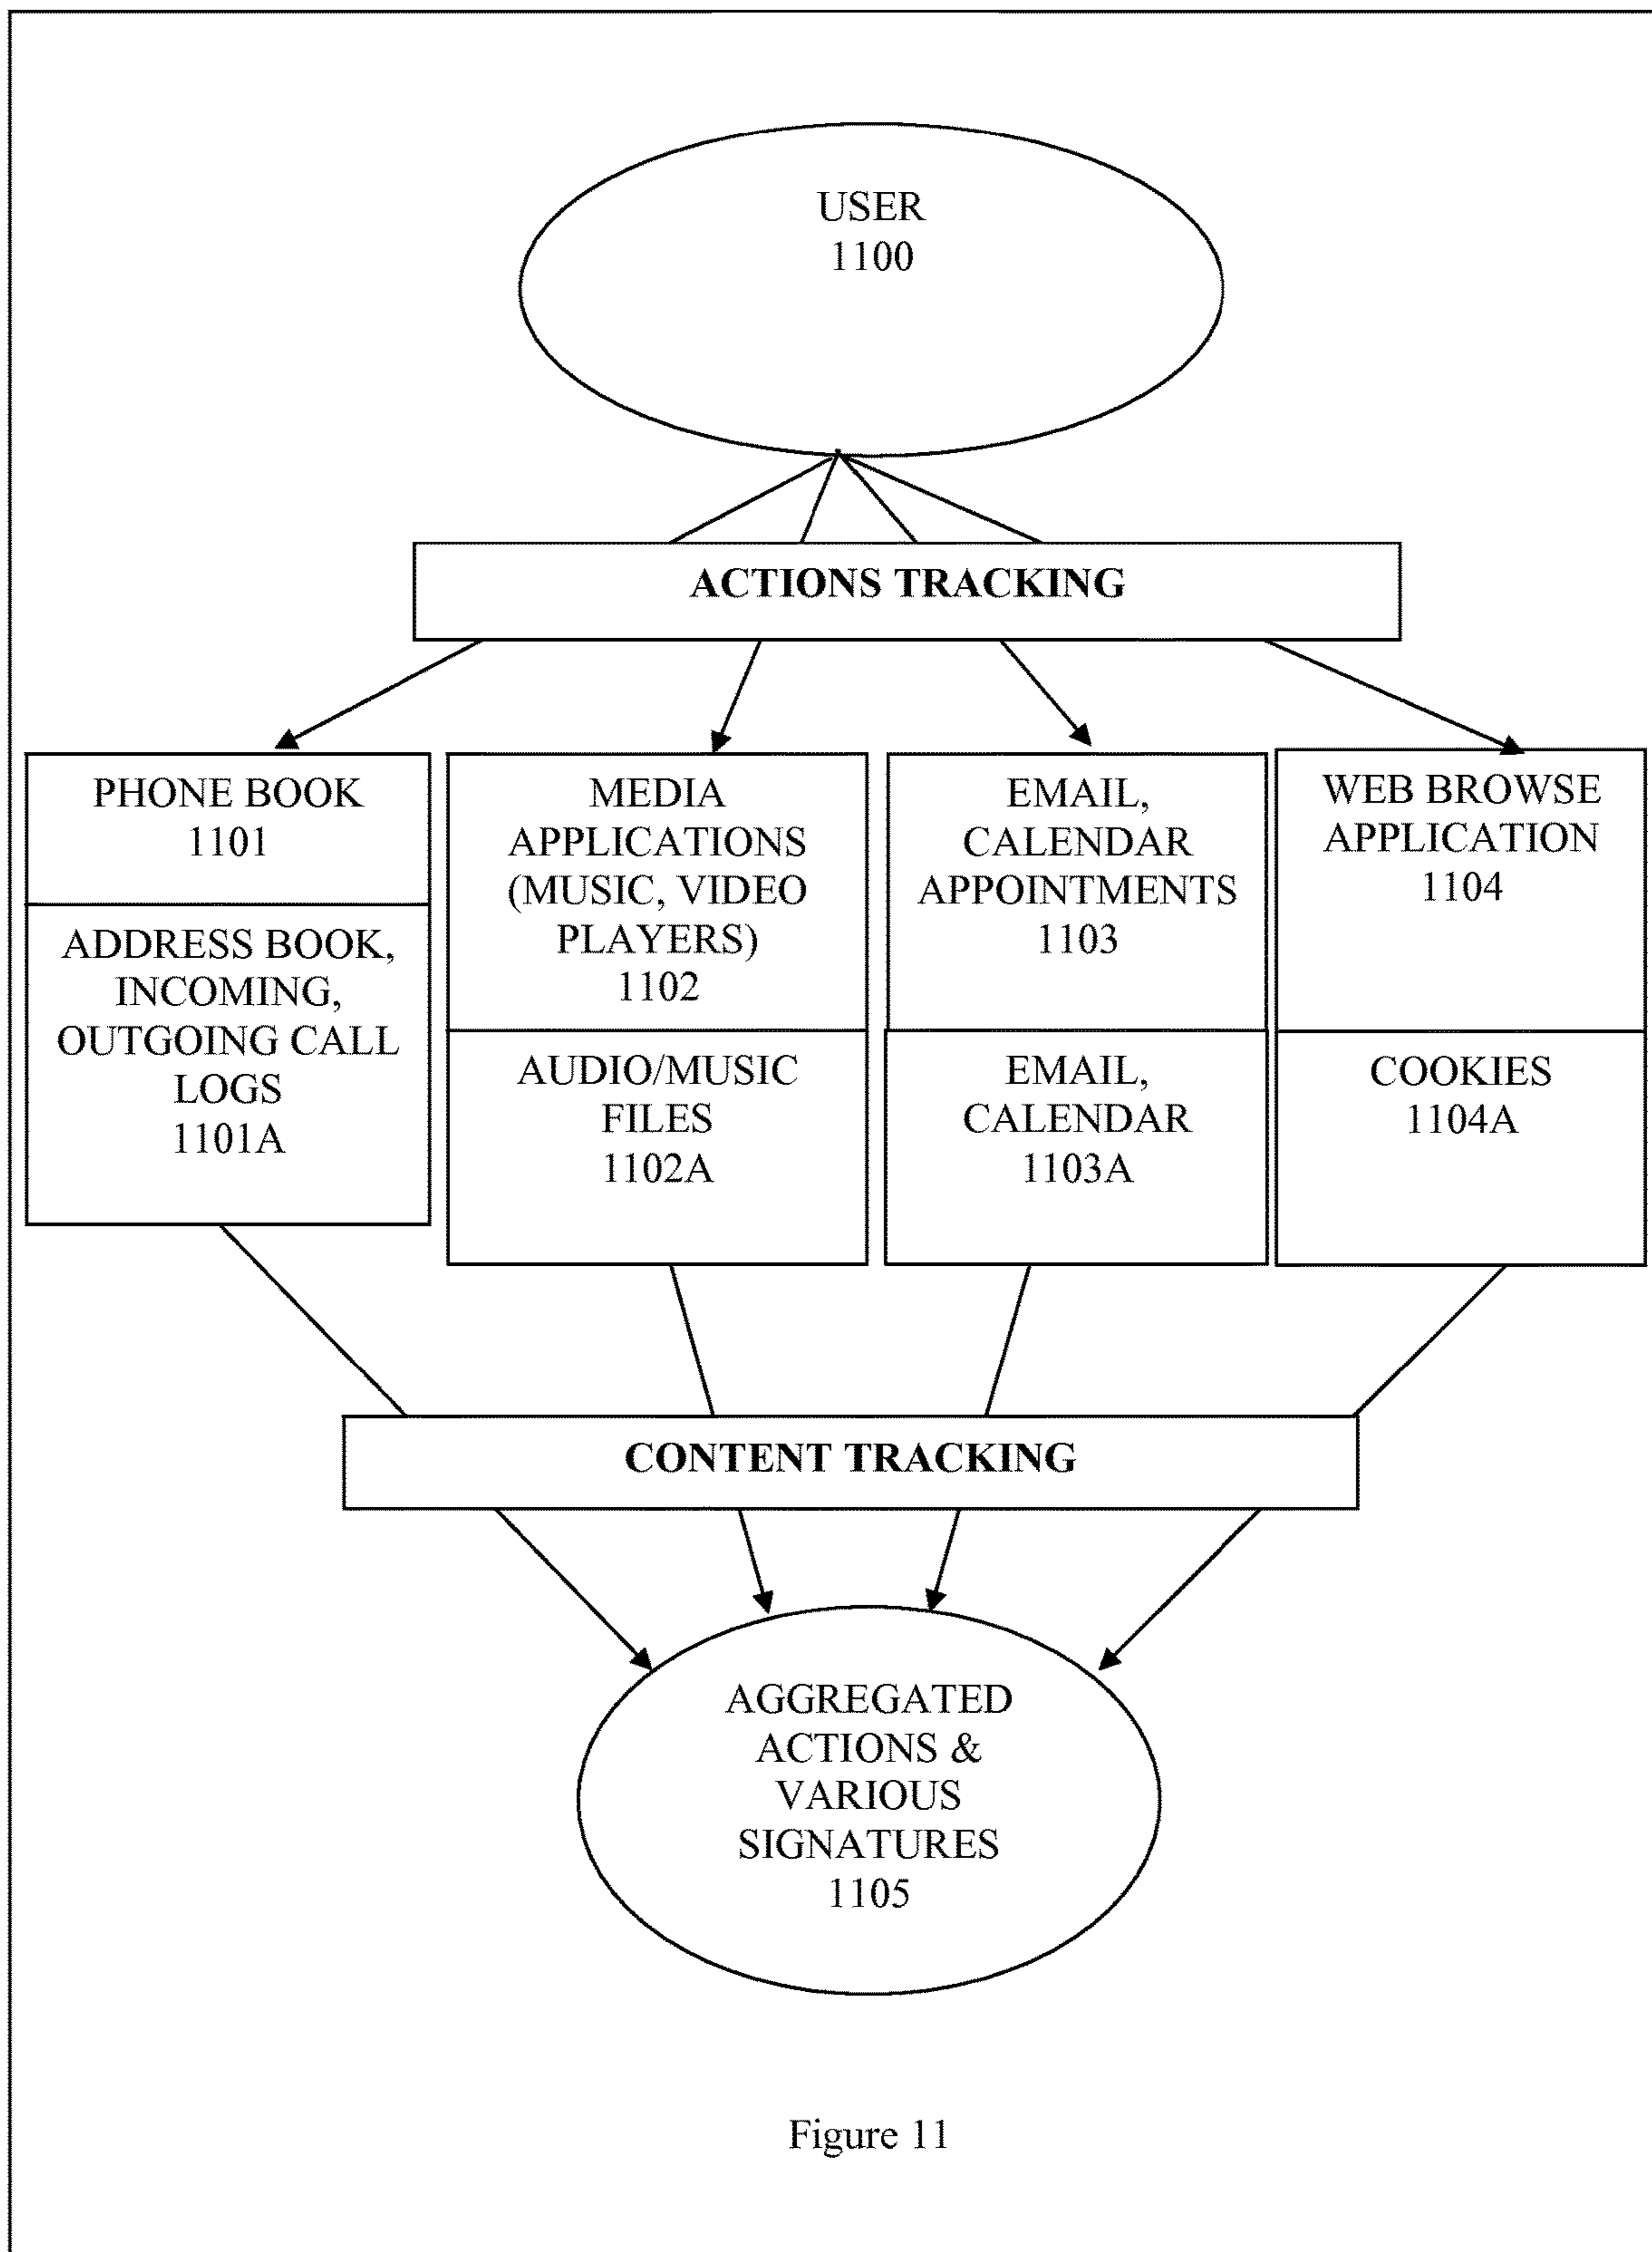 USER
1100
ACTIONS TRACKING
PHONE BOOK
1101
ADDRESS BOOK,
INCOMING,
OUTGOING CALL
LOGS
1101A
MEDIA
APPLICATIONS
(MUSIC, VIDEO
PLAYERS)
1102
AUDIO/MUSIC
FILES
1102A
EMAIL,
CALENDAR
APPOINTMENTS
1103
EMAIL,
CALENDAR
1103A
WEB BROWSE
APPLICATION
1104
COOKIES
1104A
CONTENT TRACKING
AGGREGATED
ACTIONS &
VARIOUS
SIGNATURES
1105
Figure 11